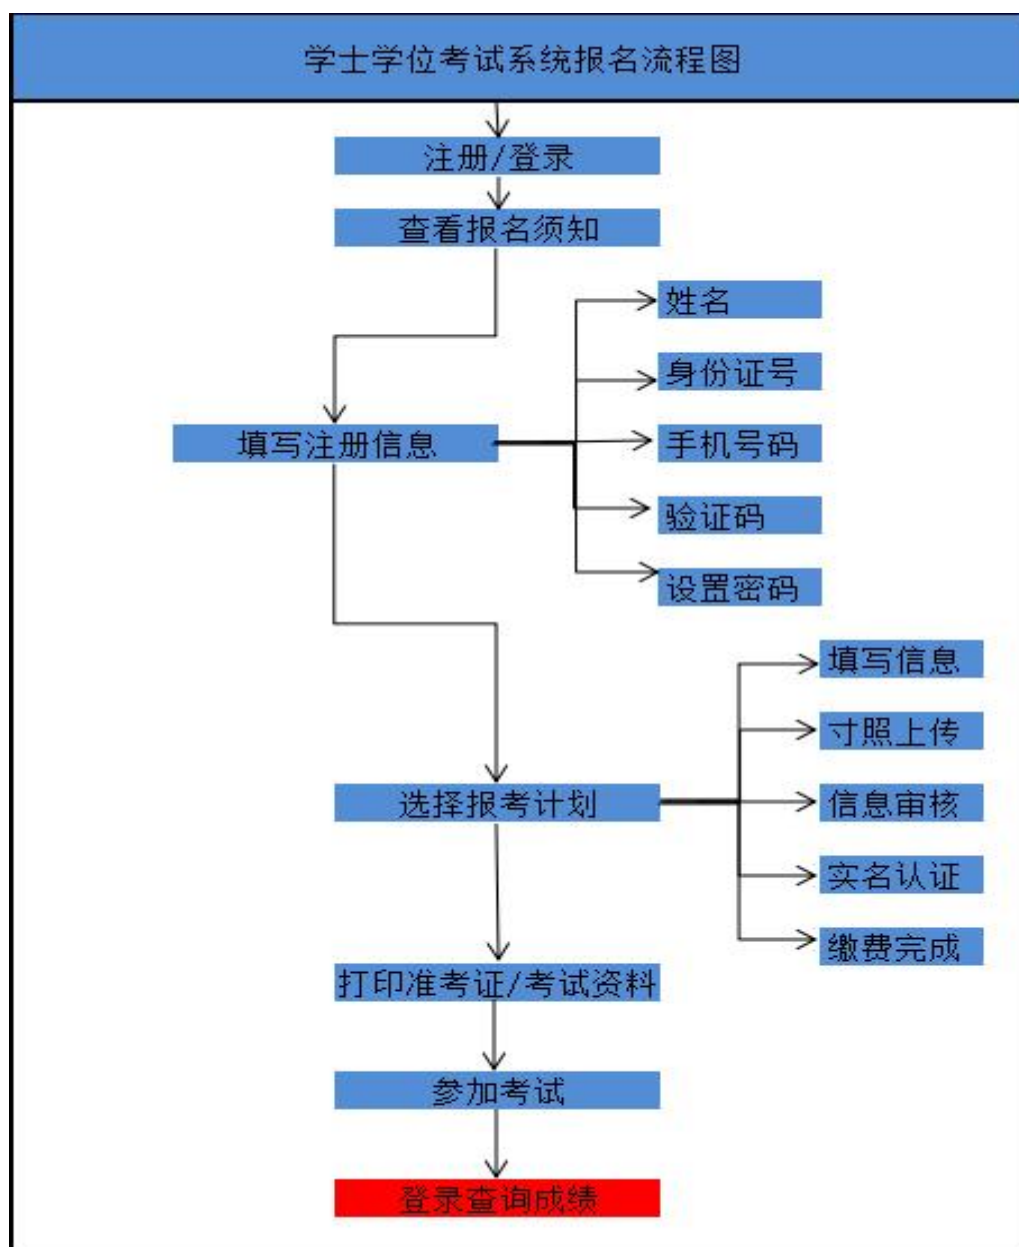 学士学位考试系统报名流程图
注册/登录
查看报名须知
姓名
身份证号
填写注册信息
手机号码
验证码
设置密码
填写信息
寸照上传
选择报考计划
信息审核
实名认证
缴费完成
打印准考证/考试资料
参加考试
登录查询成绩